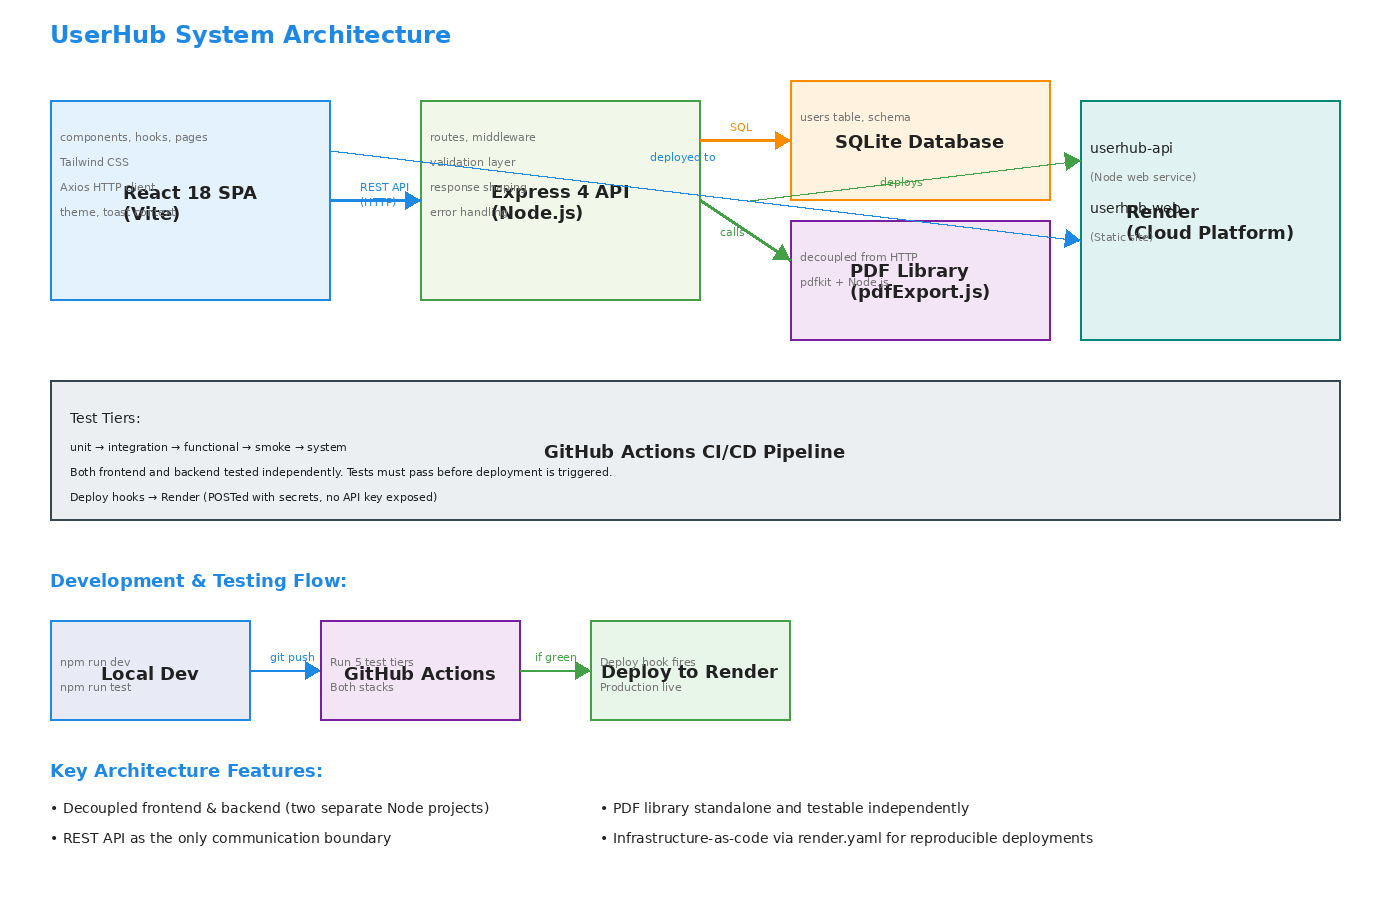 UserHub System Architecture
components, hooks, pages
Tailwind CSS
Axios HTTP client
theme, toast context
React 18 SPA
(Vite)
REST API
(HTTP)
routes, middleware
validation layer
response shaping
error handling
Express 4 API
(Node.js)
SQL
deployed to
calls
users table, schema
SQLite Database
deploys
decoupled from HTTP
pdfkit + Node.js
PDF Library
(pdfExport.js)
userhub-api
(Node web service)
userhub-web
(Static site)
Render
(Cloud Platform)
Test Tiers:
unit → integration → functional → smoke → system
Both frontend and backend tested independently. Tests must pass before deployment is triggered.
Deploy hooks → Render (POSTed with secrets, no API key exposed)
GitHub Actions CI/CD Pipeline
Development & Testing Flow:
npm run dev
npm run test
Local Dev
git push
Run 5 test tiers
Both stacks
GitHub Actions
if green
Deploy hook fires
Production live
Deploy to Render
Key Architecture Features:
• Decoupled frontend & backend (two separate Node projects)
• REST API as the only communication boundary
• PDF library standalone and testable independently
• Infrastructure-as-code via render.yaml for reproducible deployments